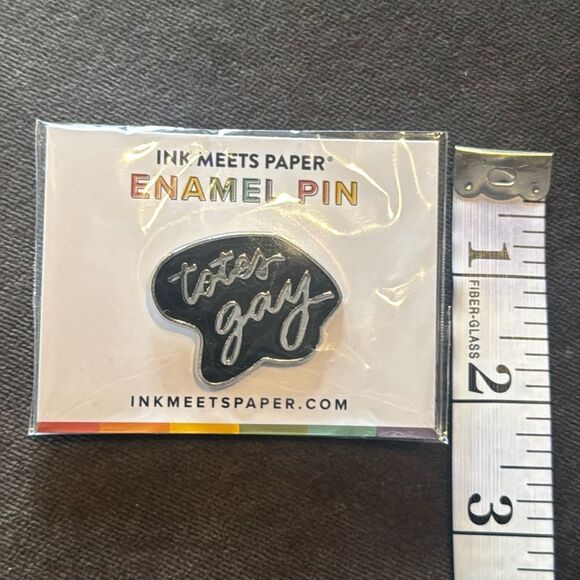 INK MEETS PAPER®
ENAMEL PIN
totes
gay
INKMEETSPAPER.COM
1
FIBER-GLASS
2
3